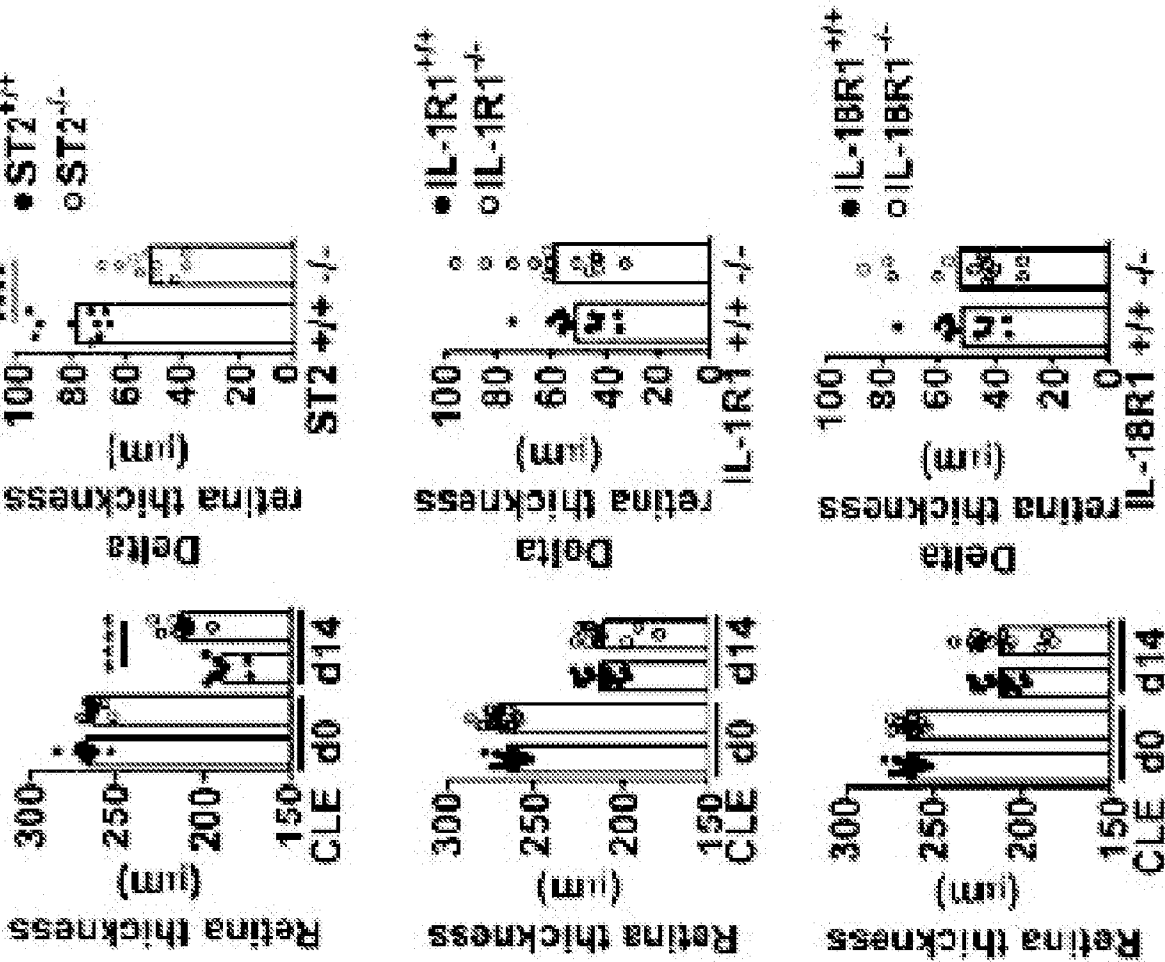 Retina thickness
(μm)
300
250
200
150
CLE
d0
d14
****
Delta
retina thickness
(μm)
100
80
60
40
20
0
ST2
+/+
-/-
****
ST2+/+
ST2-/-
Retina thickness
(μm)
300
250
200
150
CLE
d0
d14
Delta
retina thickness
(μm)
100
80
60
40
20
0
IL-1R1
+/+
-/-
IL-1R1+/+
IL-1R1-/-
Retina thickness
(μm)
300
250
200
150
CLE
d0
d14
Delta
retina thickness
(μm)
100
80
60
40
20
0
IL-18R1
+/+
-/-
IL-18R1+/+
IL-18R1-/-